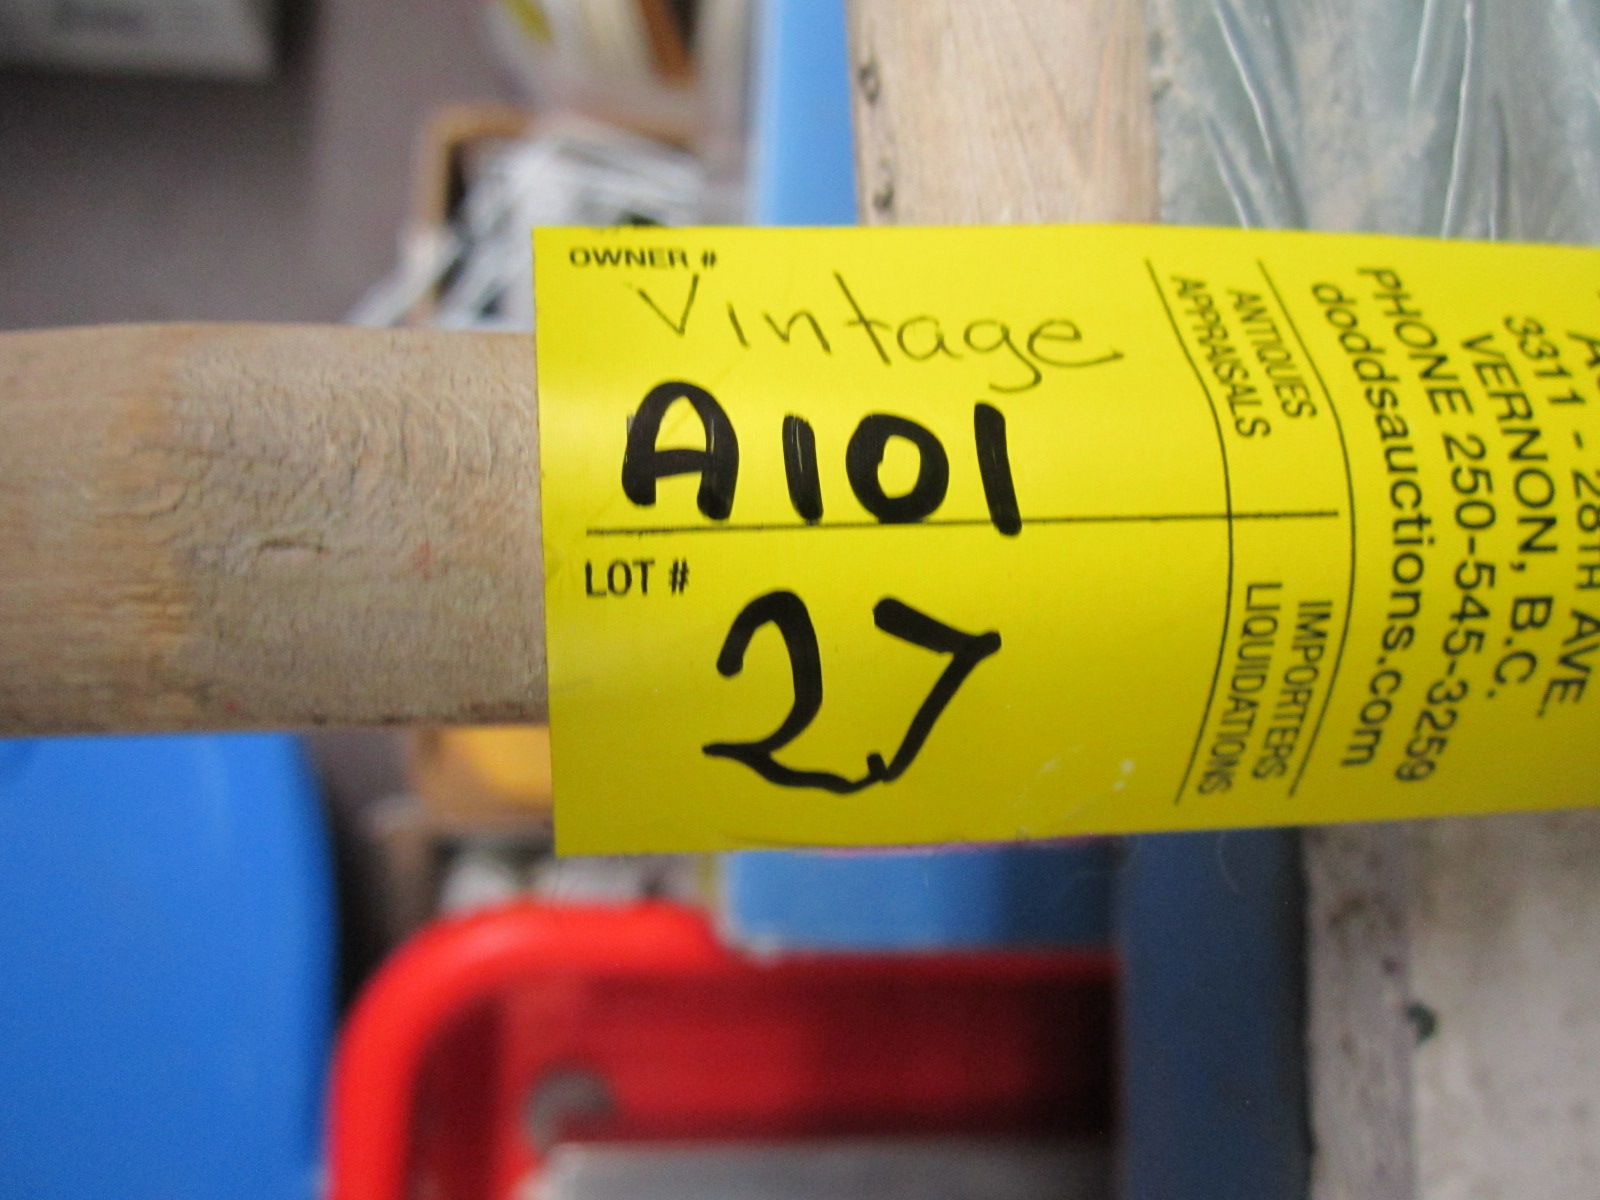 OWNER #
Vintage
A101
LOT #
27
ANTIQUES
APPRAISALS
IMPORTERS
LIQUIDATIONS
3311 - 28TH AVE.
VERNON, B.C.
PHONE 250-545-3259
doddsauctions.com